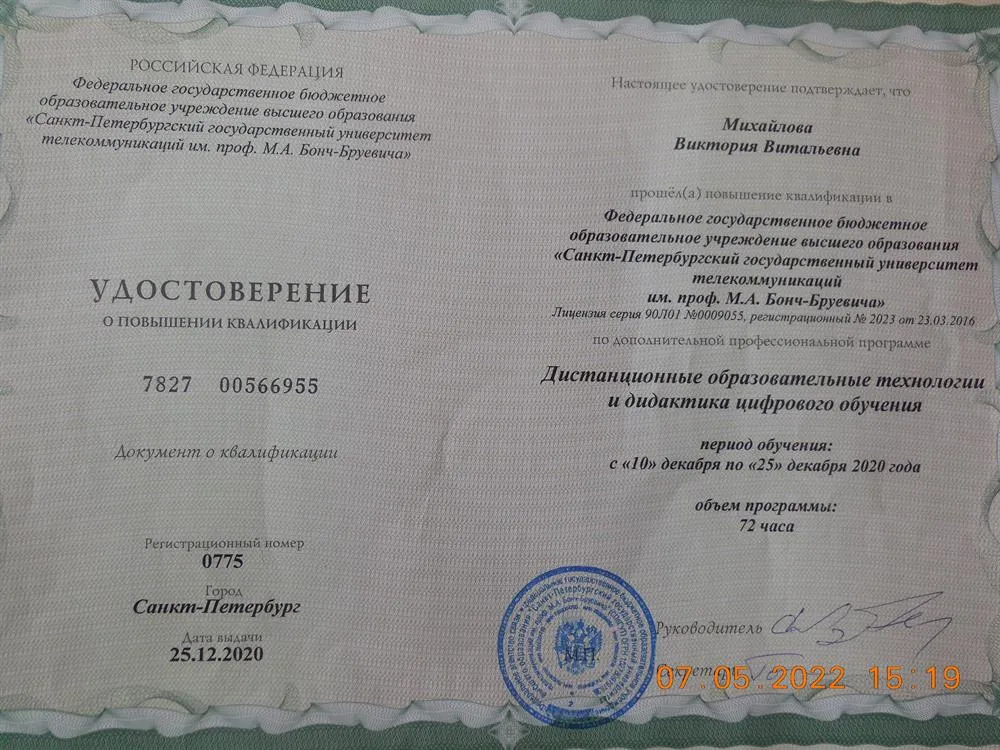 РОССИЙСКАЯ ФЕДЕРАЦИЯ
Федеральное государственное бюджетное
образовательное учреждение высшего образования
«Санкт-Петербургский государственный университет
телекоммуникаций им. проф. М.А. Бонч-Бруевича»
УДОСТОВЕРЕНИЕ
О ПОВЫШЕНИИ КВАЛИФИКАЦИИ
7827 00566955
Документ о квалификации
Регистрационный номер
0775
Город
Санкт-Петербург
Дата выдачи
25.12.2020
Настоящее удостоверение подтверждает, что
Михайлова
Виктория Витальевна
прошёл(а) повышение квалификации в
Федеральное государственное бюджетное
образовательное учреждение высшего образования
«Санкт-Петербургский государственный университет
телекоммуникаций
им. проф. М.А. Бонч-Бруевича»
Лицензия серия 90Л01 №0009055, регистрационный № 2023 от 23.03.2016
по дополнительной профессиональной программе
Дистанционные образовательные технологии
и дидактика цифрового обучения
период обучения:
с «10» декабря по «25» декабря 2020 года
объем программы:
72 часа
Руководитель
М.П.
Секретарь
07.05.2022 15:19